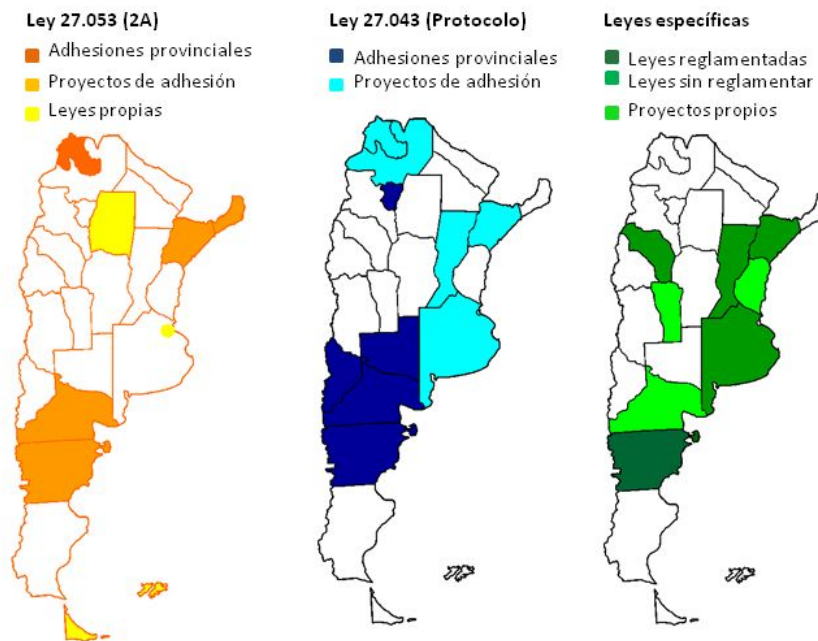 Ley 27.053 (2A)
Adhesiones provinciales
Proyectos de adhesión
Leyes propias
Ley 27.043 (Protocolo)
Adhesiones provinciales
Proyectos de adhesión
Leyes específicas
Leyes reglamentadas
Leyes sin reglamentar
Proyectos propios